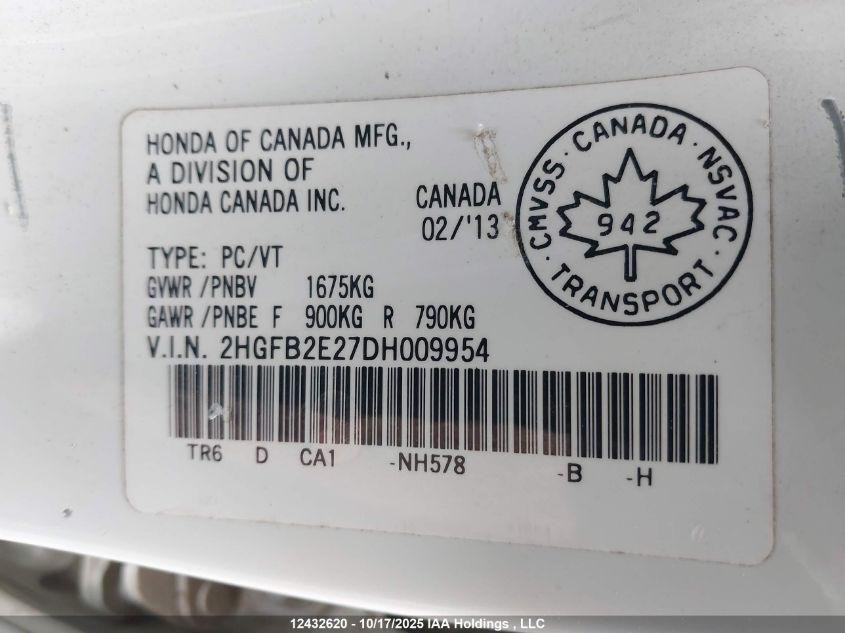 HONDA OF CANADA MFG.,
A DIVISION OF
HONDA CANADA INC.
CANADA
02/'13
CMVSS · CANADA · NSVAC ·
942
TRANSPORT
TYPE: PC/VT
GVWR /PNBV 1675KG
GAWR /PNBE F 900KG R 790KG
V.I.N. 2HGFB2E27DH009954
TR6 D CA1 -NH578 -B -H
12432620 - 10/17/2025 IAA Holdings , LLC